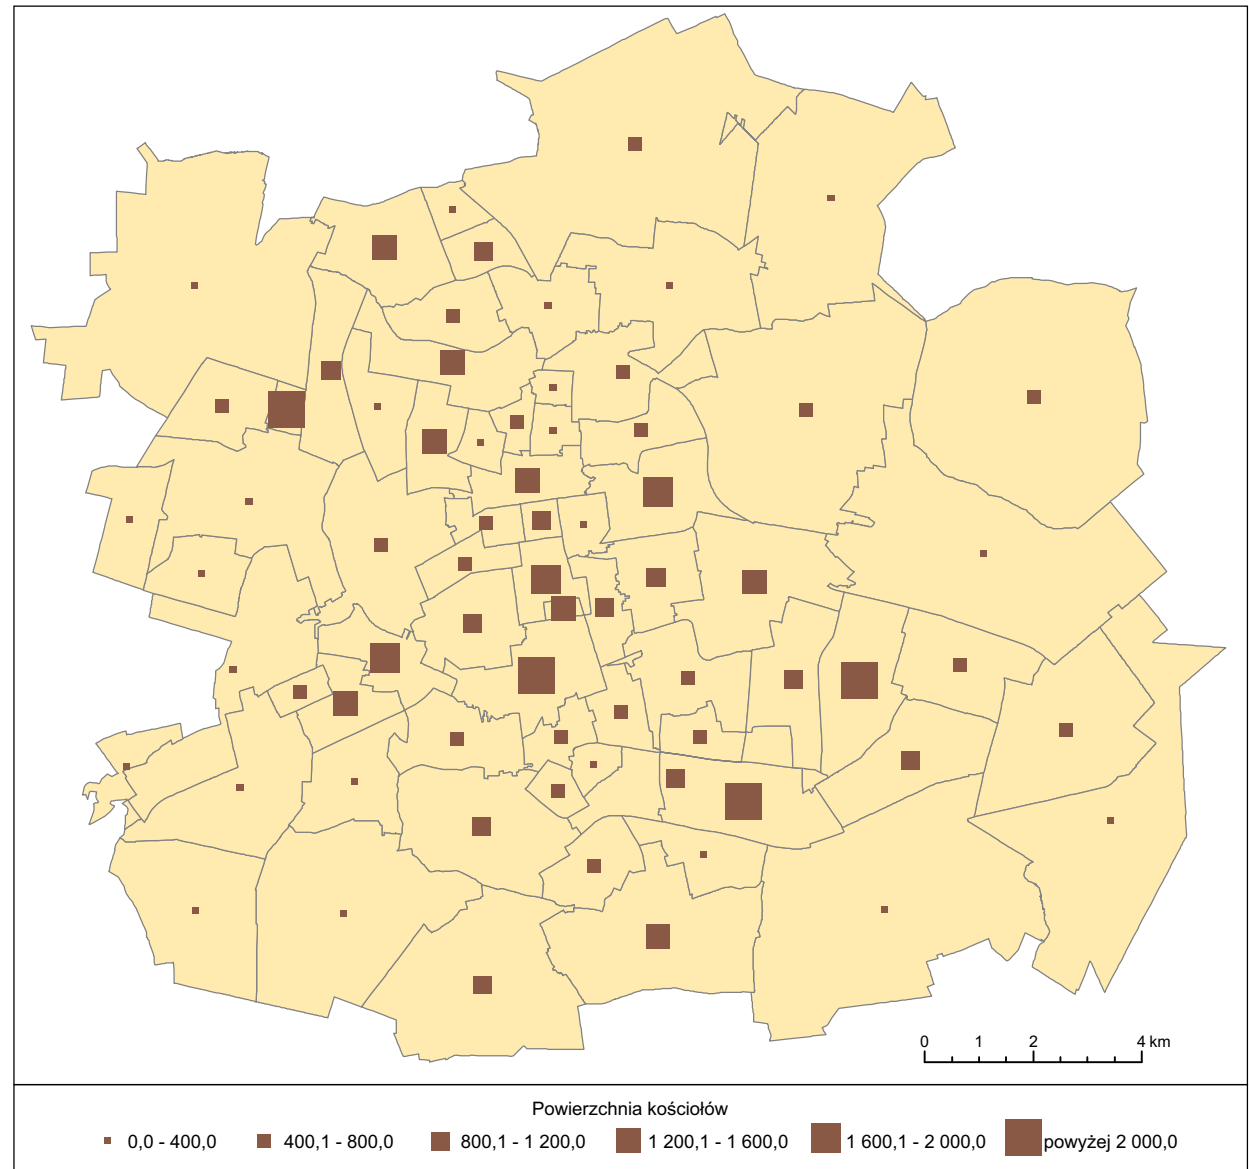 0 1 2 4 km
Powierzchnia kościołów
0,0 - 400,0 400,1 - 800,0 800,1 - 1 200,0 1 200,1 - 1 600,0 1 600,1 - 2 000,0 powyżej 2 000,0